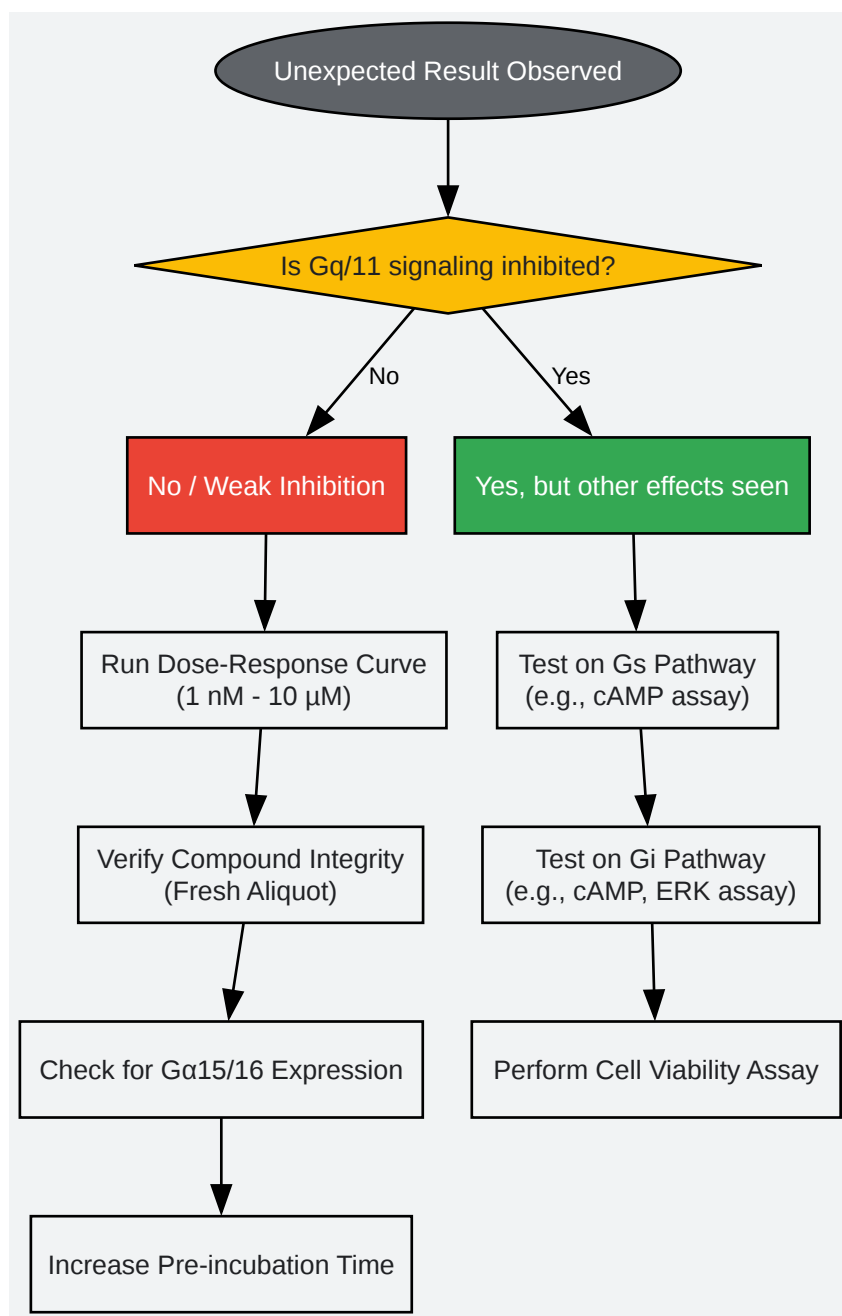 Unexpected Result Observed
Is Gq/11 signaling inhibited?
No
Yes
No / Weak Inhibition
Yes, but other effects seen
Run Dose-Response Curve
(1 nM - 10 µM)
Test on Gs Pathway
(e.g., cAMP assay)
Verify Compound Integrity
(Fresh Aliquot)
Test on Gi Pathway
(e.g., cAMP, ERK assay)
Check for Gα15/16 Expression
Perform Cell Viability Assay
Increase Pre-incubation Time